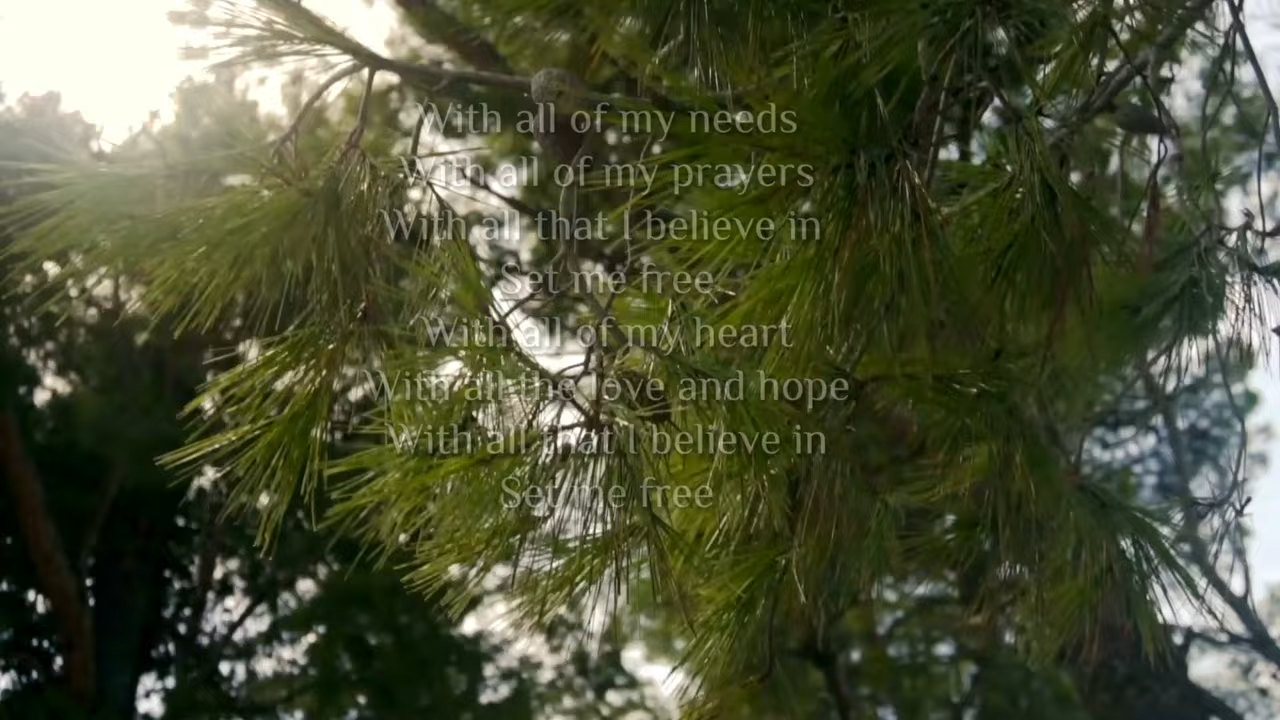 With all of my needs
With all of my prayers
With all that I believe in
Set me free
With all of my heart
With all the love and hope
With all that I believe in
Set me free